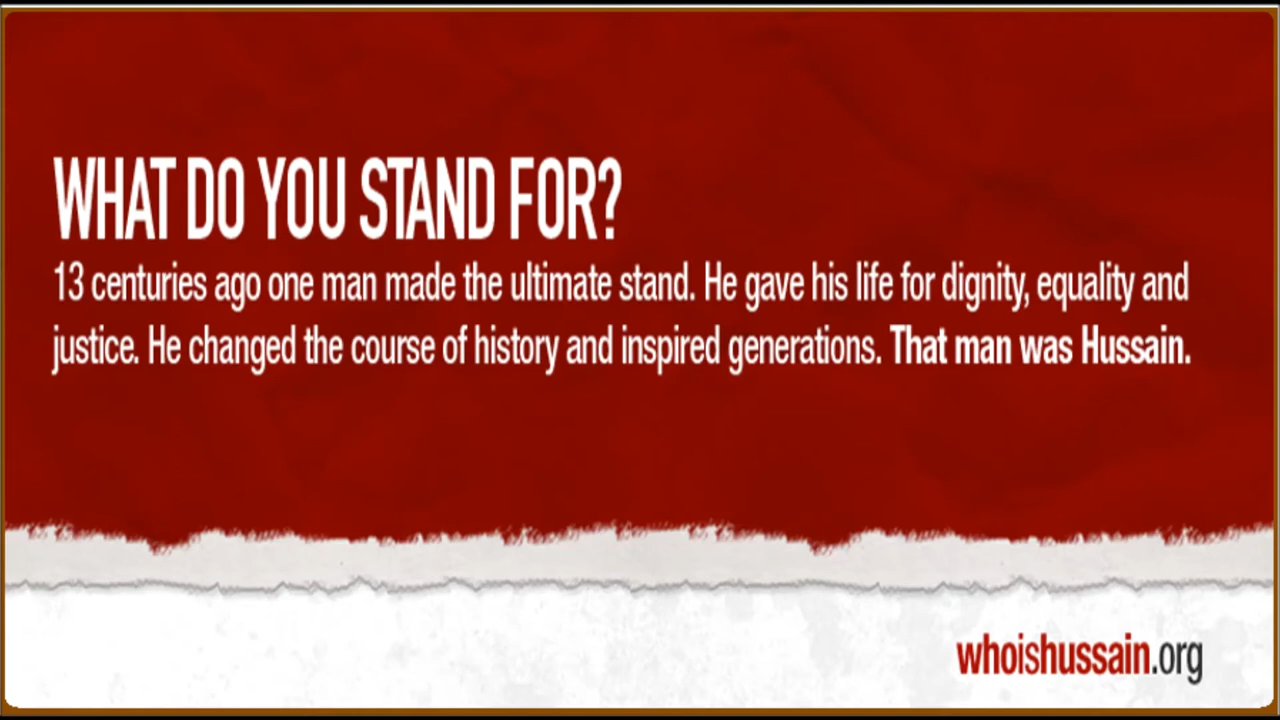 WHAT DO YOU STAND FOR?
13 centuries ago one man made the ultimate stand. He gave his life for dignity, equality and
justice. He changed the course of history and inspired generations. That man was Hussain.
whoishussain.org